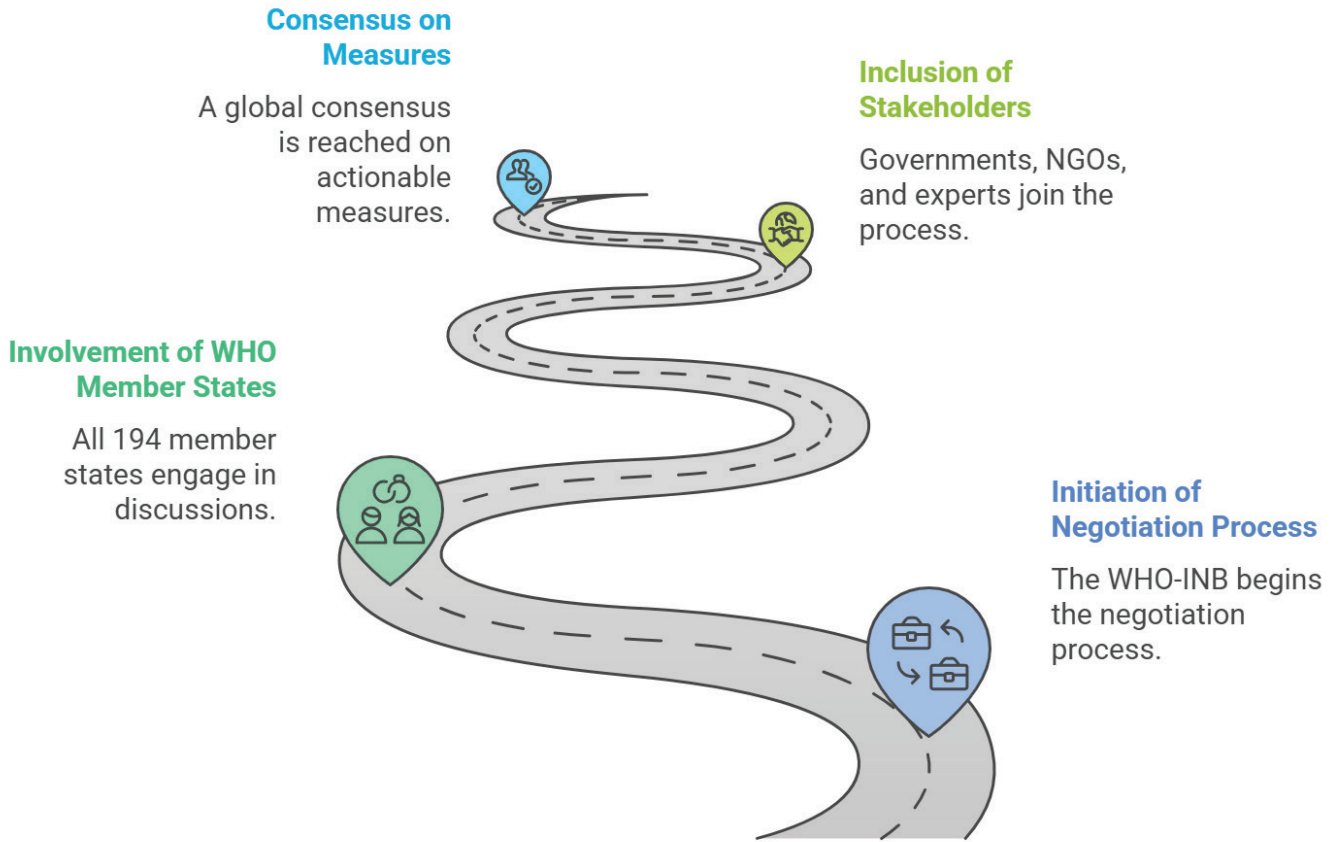 Consensus on
Measures
A global consensus
is reached on
actionable
measures.
Inclusion of
Stakeholders
Governments, NGOs,
and experts join the
process.
Involvement of WHO
Member States
All 194 member
states engage in
discussions.
Initiation of
Negotiation Process
The WHO-INB begins
the negotiation
process.